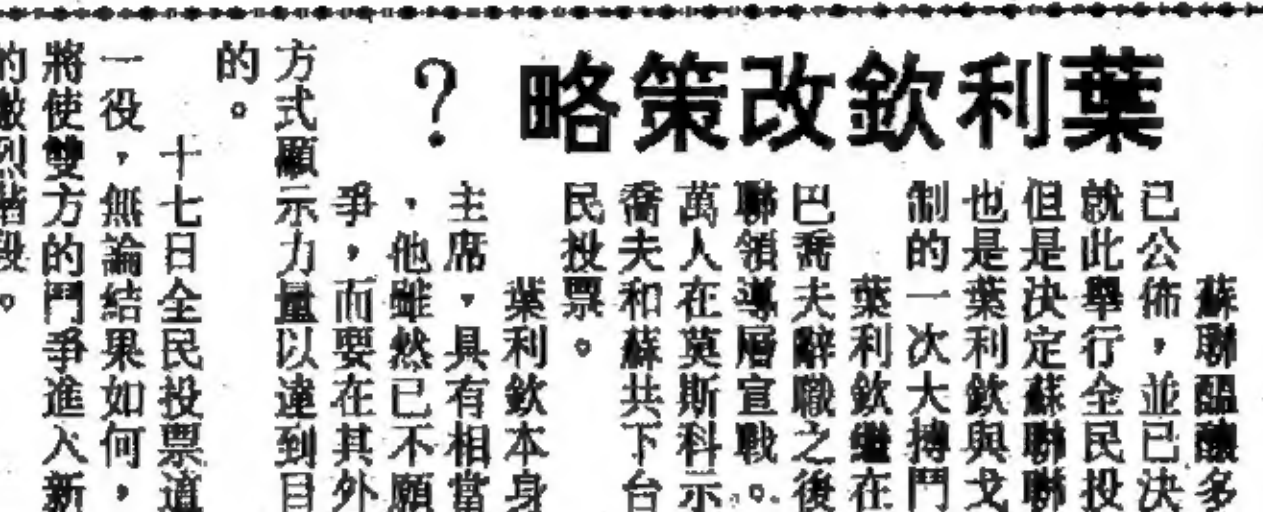 葉利欽改策略？
蘇聯醞釀多
已公佈，並已決
就此舉行全民投
但是決定蘇聯聯
也是葉利欽與戈
制的一次大搏鬥
葉利欽繼在
巴喬夫辭職之後
聯領導層宣戰。
萬人在莫斯科示
喬夫和蘇共下台
民投票。
葉利欽本身
主席，具有相當
，他雖然已不願
爭，而要在其外
方式顯示力量以達到目
的。
十七日全民投票這
一役，無論結果如何，
將使雙方的鬥爭進入新
的激烈階段。